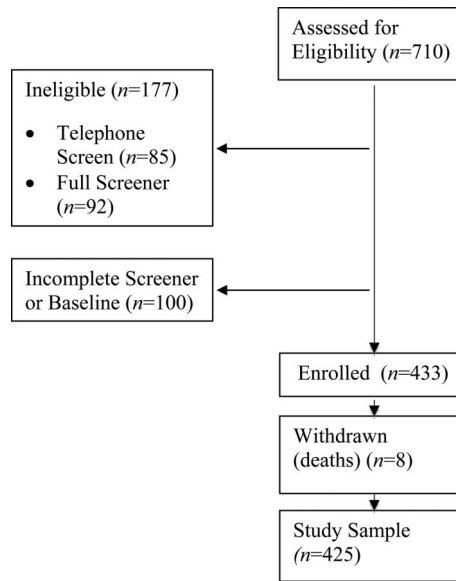 Assessed for
Eligibility (n=710)
Ineligible (n=177)
• Telephone
Screen (n=85)
• Full Screener
(n=92)
Incomplete Screener
or Baseline (n=100)
Enrolled (n=433)
Withdrawn
(deaths) (n=8)
Study Sample
(n=425)